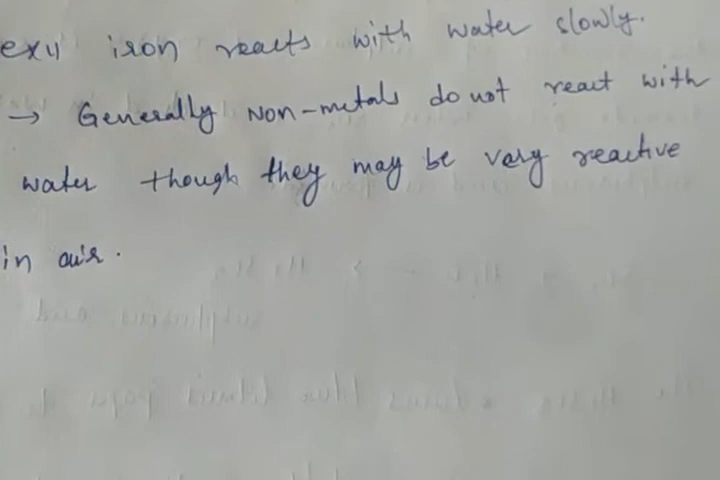 exy iron reacts with water slowly.
→ Generally Non-metals do not react with
water though they may be very reactive
in air.